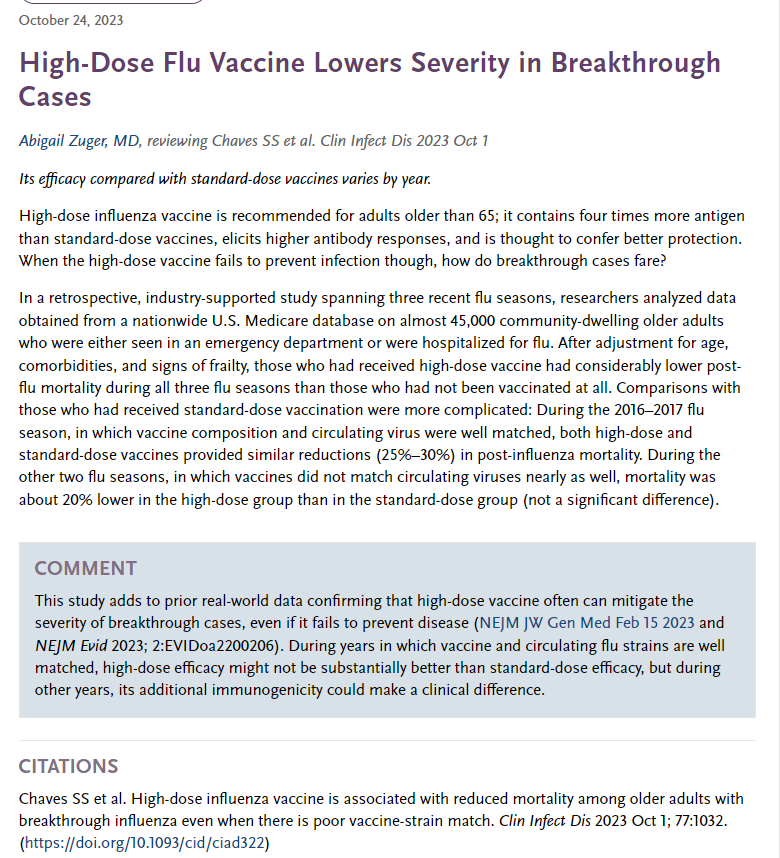 October 24, 2023
High-Dose Flu Vaccine Lowers Severity in Breakthrough
Cases
Abigail Zuger, MD, reviewing Chaves SS et al. Clin Infect Dis 2023 Oct 1
Its efficacy compared with standard-dose vaccines varies by year.
High-dose influenza vaccine is recommended for adults older than 65; it contains four times more antigen
than standard-dose vaccines, elicits higher antibody responses, and is thought to confer better protection.
When the high-dose vaccine fails to prevent infection though, how do breakthrough cases fare?
In a retrospective, industry-supported study spanning three recent flu seasons, researchers analyzed data
obtained from a nationwide U.S. Medicare database on almost 45,000 community-dwelling older adults
who were either seen in an emergency department or were hospitalized for flu. After adjustment for age,
comorbidities, and signs of frailty, those who had received high-dose vaccine had considerably lower post-
flu mortality during all three flu seasons than those who had not been vaccinated at all. Comparisons with
those who had received standard-dose vaccination were more complicated: During the 2016–2017 flu
season, in which vaccine composition and circulating virus were well matched, both high-dose and
standard-dose vaccines provided similar reductions (25%–30%) in post-influenza mortality. During the
other two flu seasons, in which vaccines did not match circulating viruses nearly as well, mortality was
about 20% lower in the high-dose group than in the standard-dose group (not a significant difference).
COMMENT
This study adds to prior real-world data confirming that high-dose vaccine often can mitigate the
severity of breakthrough cases, even if it fails to prevent disease (NEJM JW Gen Med Feb 15 2023 and
NEJM Evid 2023; 2:EVIDoa2200206). During years in which vaccine and circulating flu strains are well
matched, high-dose efficacy might not be substantially better than standard-dose efficacy, but during
other years, its additional immunogenicity could make a clinical difference.
CITATIONS
Chaves SS et al. High-dose influenza vaccine is associated with reduced mortality among older adults with
breakthrough influenza even when there is poor vaccine-strain match. Clin Infect Dis 2023 Oct 1; 77:1032.
(https://doi.org/10.1093/cid/ciad322)